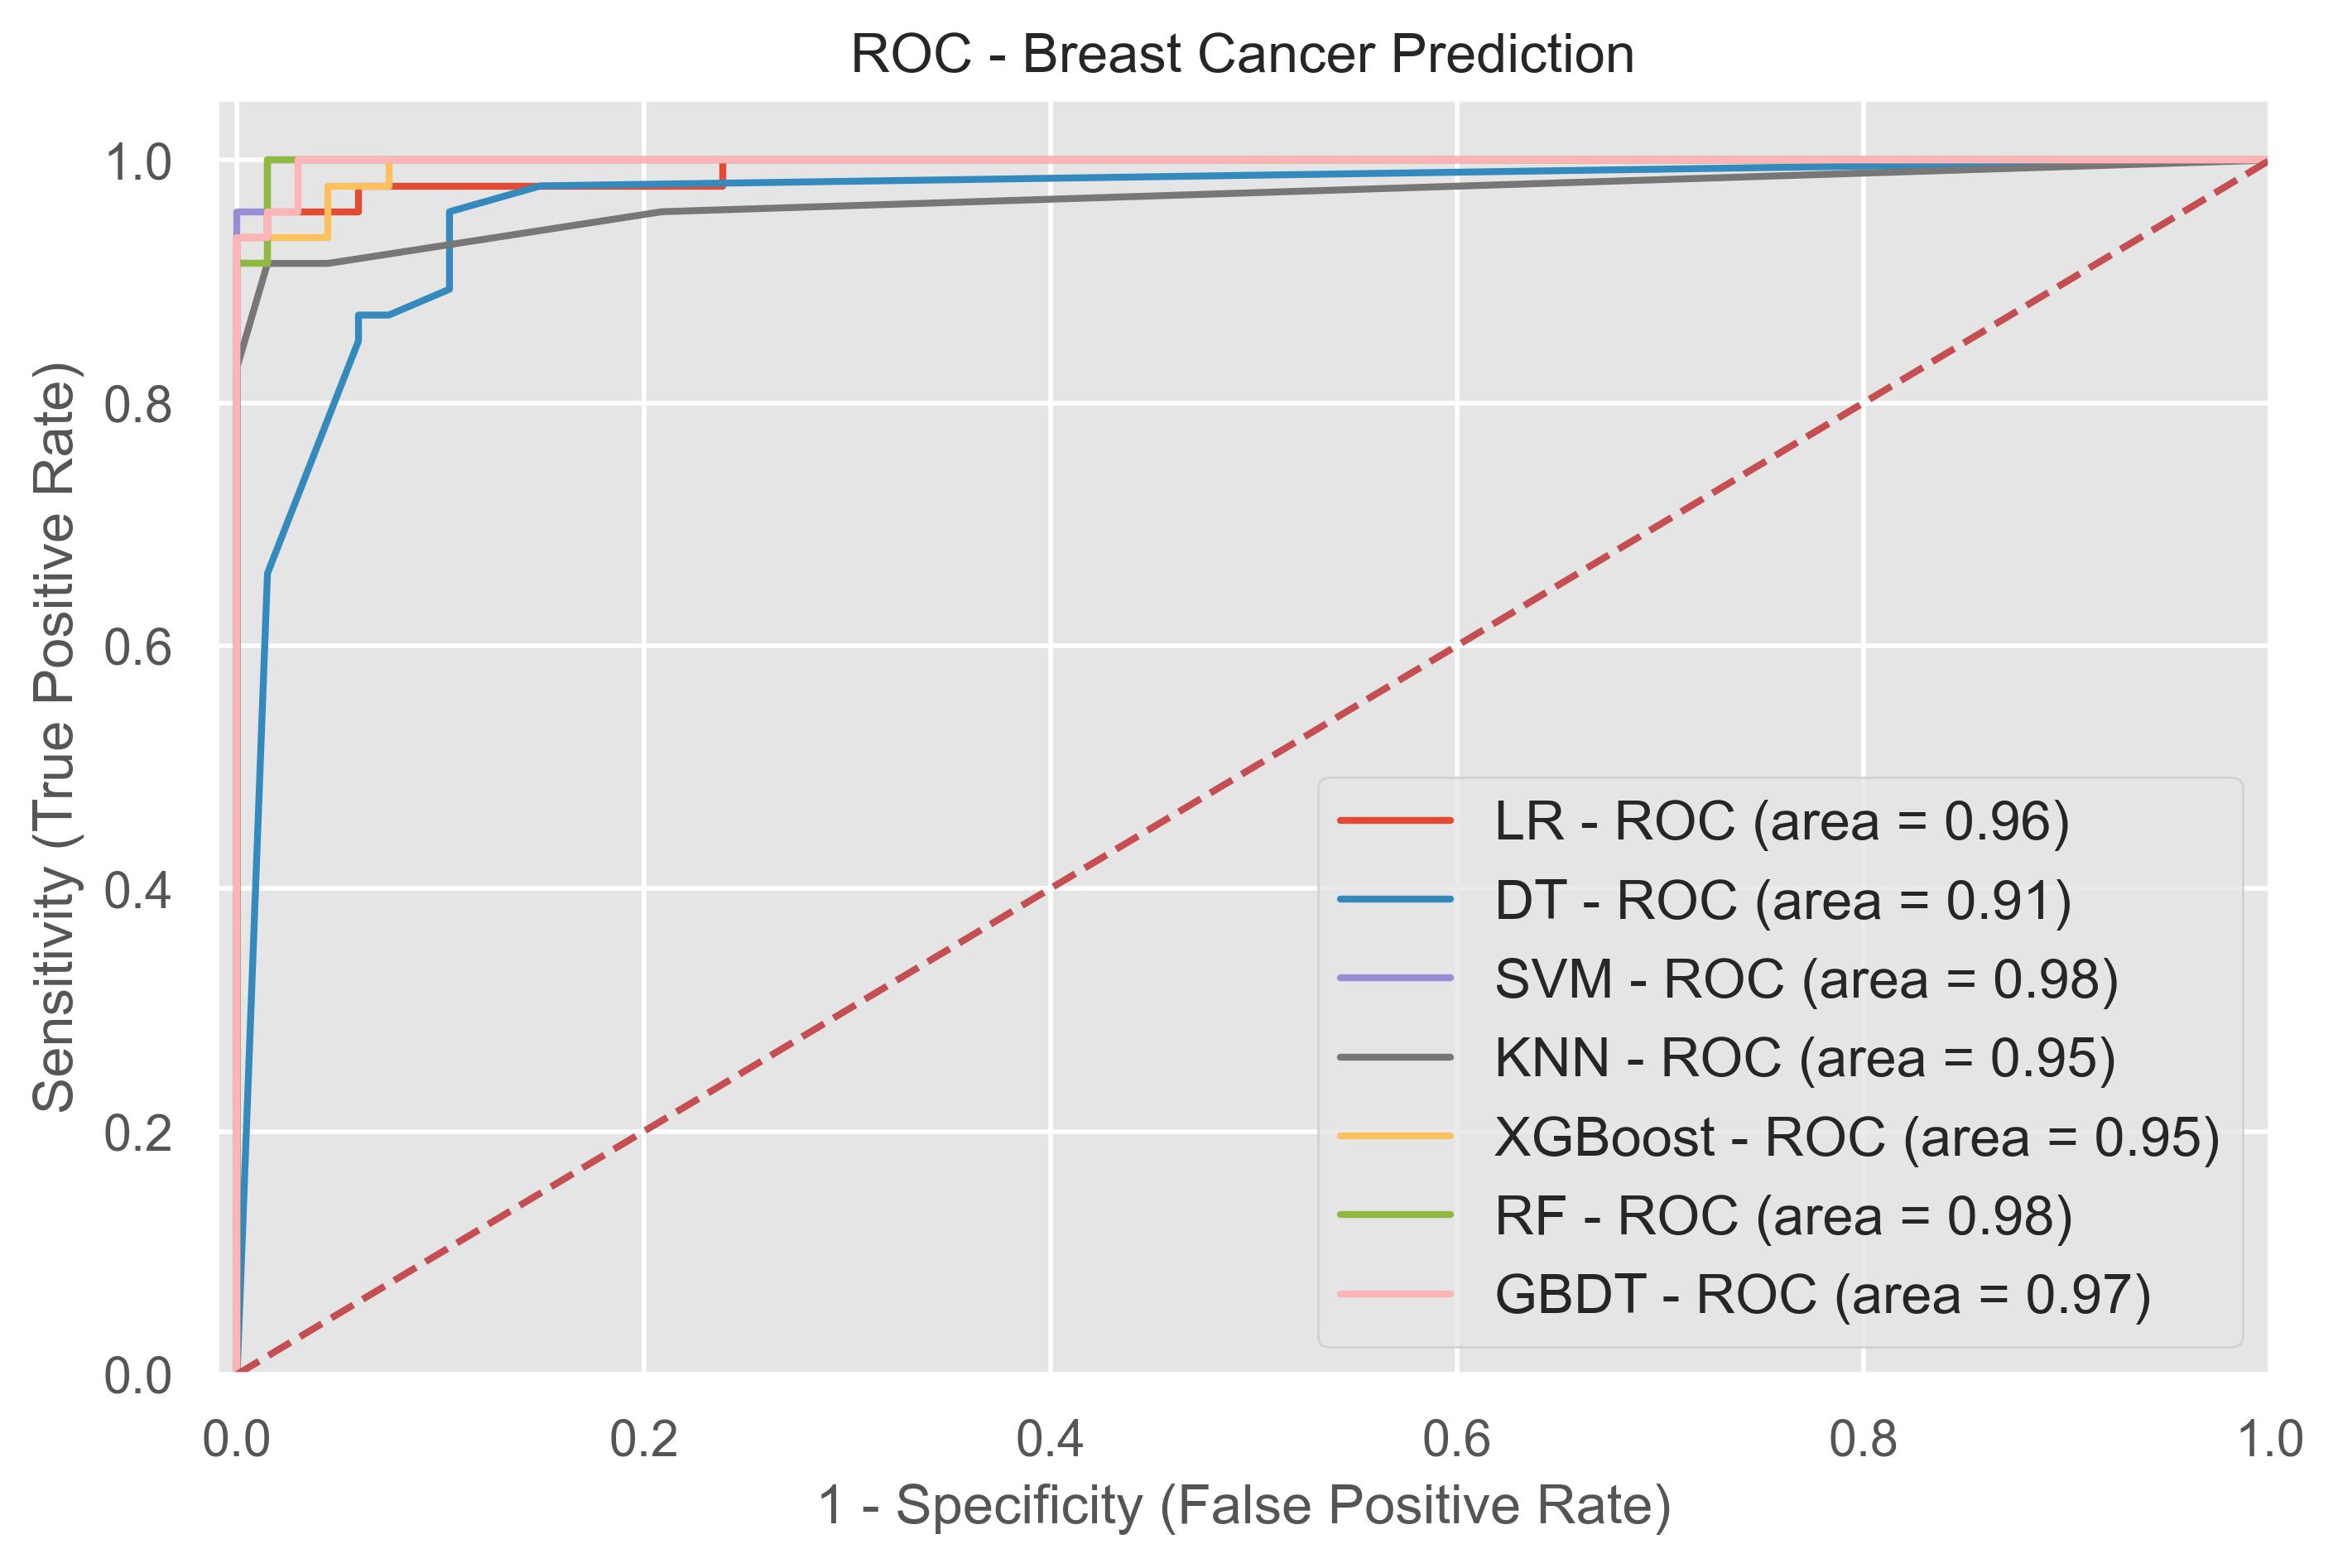 ROC - Breast Cancer Prediction
1.0
0.8
0.6
0.4
0.2
0.0
Sensitivity (True Positive Rate)
LR - ROC (area = 0.96)
DT - ROC (area = 0.91)
SVM - ROC (area = 0.98)
KNN - ROC (area = 0.95)
XGBoost - ROC (area = 0.95)
RF - ROC (area = 0.98)
GBDT - ROC (area = 0.97)
0.0 0.2 0.4 0.6 0.8 1.0
1 - Specificity (False Positive Rate)